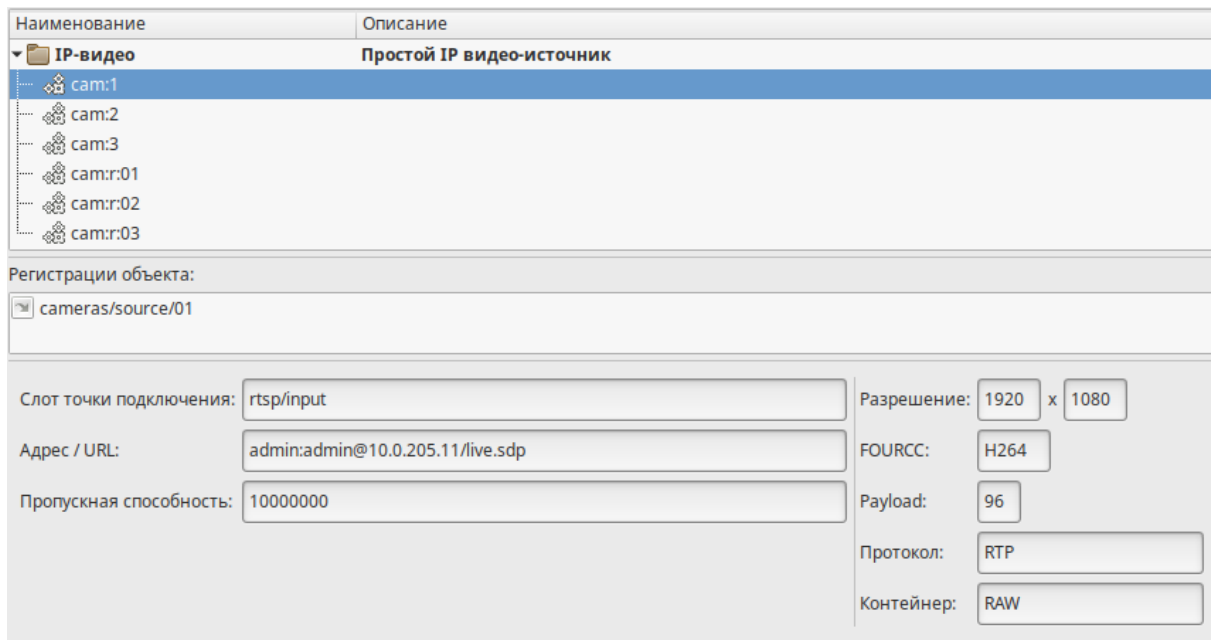 Наименование Описание
IP-видео Простой IP видео-источник
cam:1
cam:2
cam:3
cam:r:01
cam:r:02
cam:r:03
Регистрации объекта:
cameras/source/01
Слот точки подключения: rtsp/input Разрешение: 1920 x 1080
Адрес / URL: admin:admin@10.0.205.11/live.sdp FOURCC: H264
Пропускная способность: 10000000 Payload: 96
Протокол: RTP
Контейнер: RAW